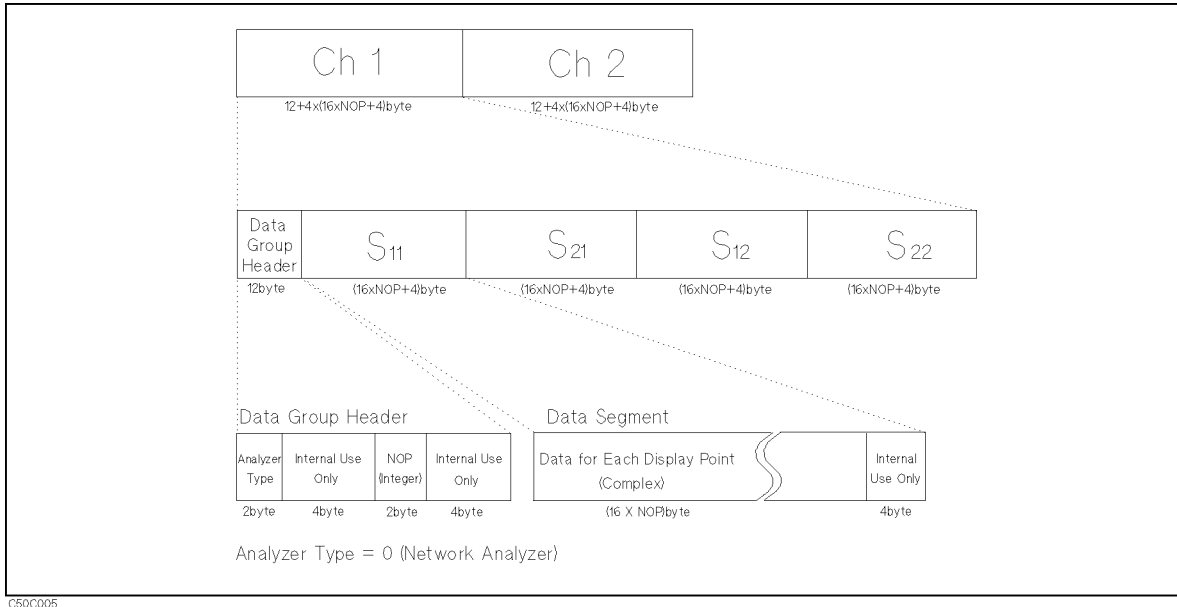 Ch 1
Ch 2
12+4x(16xNOP+4)byte
12+4x(16xNOP+4)byte
Data
Group
Header
S11
S21
S12
S22
12byte
(16xNOP+4)byte
(16xNOP+4)byte
(16xNOP+4)byte
(16xNOP+4)byte
Data Group Header
Data Segment
Analyzer
Type
Internal Use
Only
NOP
(Integer)
Internal Use
Only
Data for Each Display Point
(Complex)
Internal
Use Only
2byte
4byte
2byte
4byte
(16 X NOP)byte
4byte
Analyzer Type = 0 (Network Analyzer)
C50C005